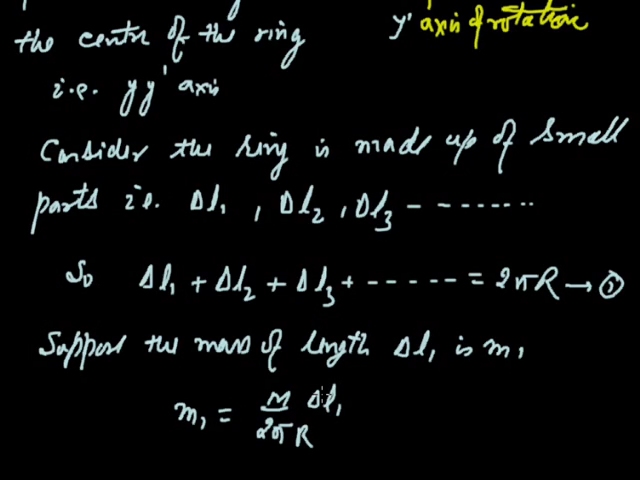 the centre of the ring
y' axis of rotation
i.e. yy' axis
Consider the ring is made up of small
parts i.e. Δl₁ , Δl₂ , Δl₃ - - - - - - -
So Δl₁ + Δl₂ + Δl₃ + - - - - - - = 2πR → ①
Suppose the mass of length Δl₁ is m₁
m₁ = M/2πR Δl₁